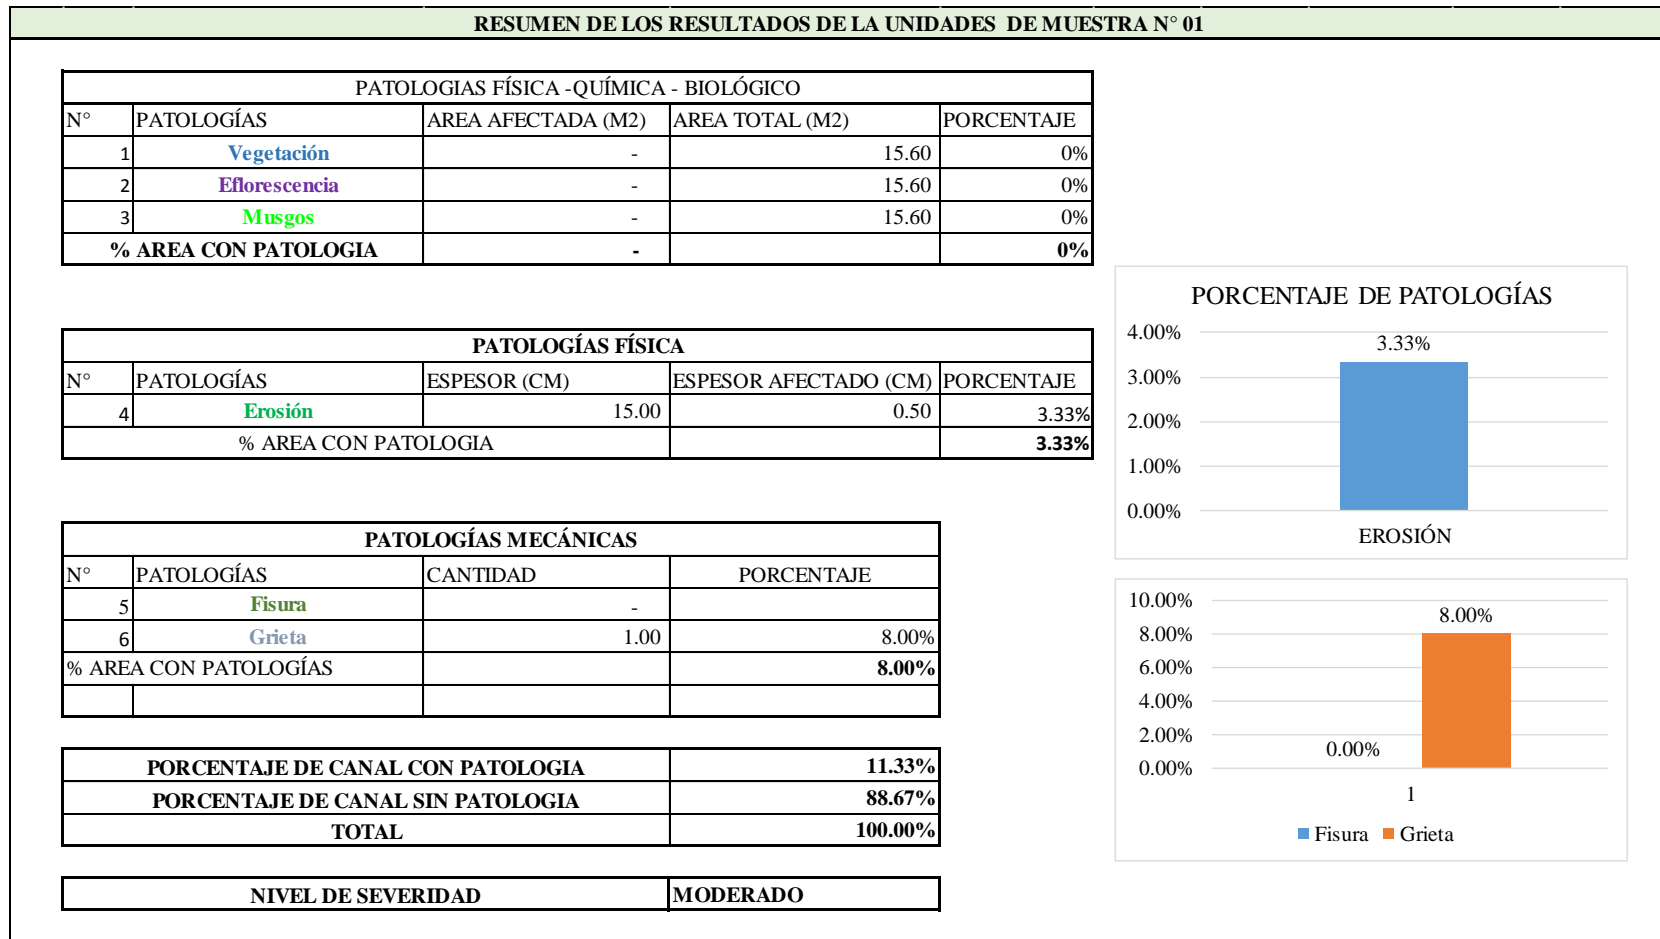 RESUMEN DE LOS RESULTADOS DE LA UNIDADES DE MUESTRA N° 01
PATOLOGIAS FÍSICA -QUÍMICA - BIOLÓGICO
N° PATOLOGÍAS AREA AFECTADA (M2) AREA TOTAL (M2) PORCENTAJE
1 Vegetación - 15.60 0%
2 Eflorescencia - 15.60 0%
3 Musgos - 15.60 0%
% AREA CON PATOLOGIA - 0%
PATOLOGÍAS FÍSICA
N° PATOLOGÍAS ESPESOR (CM) ESPESOR AFECTADO (CM) PORCENTAJE
4 Erosión 15.00 0.50 3.33%
% AREA CON PATOLOGIA 3.33%
PATOLOGÍAS MECÁNICAS
N° PATOLOGÍAS CANTIDAD PORCENTAJE
5 Fisura -
6 Grieta 1.00 8.00%
% AREA CON PATOLOGÍAS 8.00%
PORCENTAJE DE CANAL CON PATOLOGIA 11.33%
PORCENTAJE DE CANAL SIN PATOLOGIA 88.67%
TOTAL 100.00%
NIVEL DE SEVERIDAD MODERADO
PORCENTAJE DE PATOLOGÍAS
4.00%
3.33%
3.00%
2.00%
1.00%
0.00%
EROSIÓN
10.00%
8.00%
8.00%
6.00%
4.00%
2.00%
0.00%
0.00%
1
Fisura Grieta